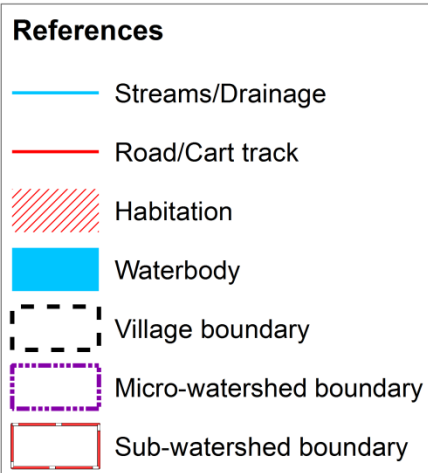 References
Streams/Drainage
Road/Cart track
Habitation
Waterbody
Village boundary
Micro-watershed boundary
Sub-watershed boundary